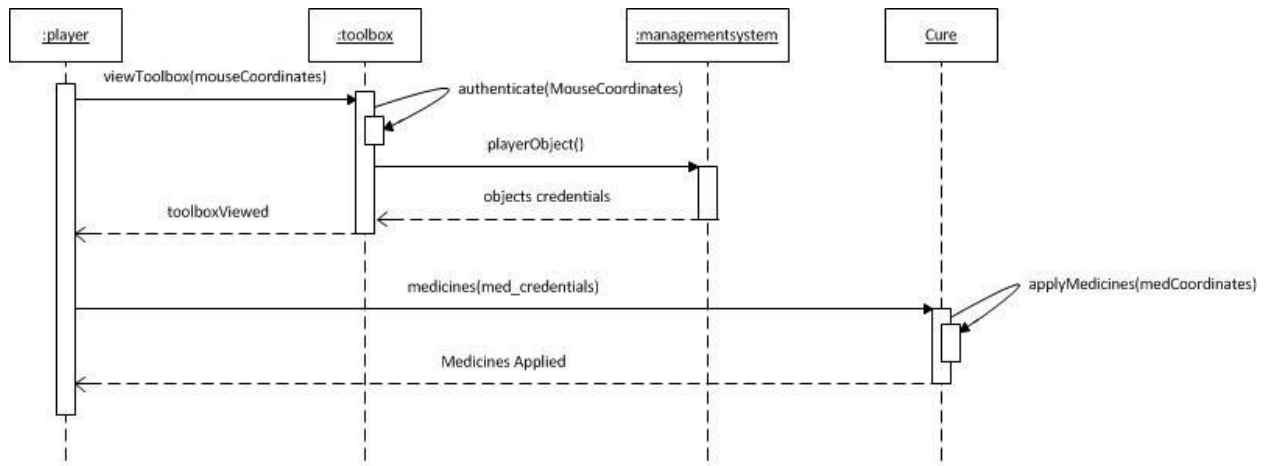 :player
:toolbox
:managementsystem
Cure
viewToolbox(mouseCoordinates)
authenticate(MouseCoordinates)
playerObject()
objects credentials
toolboxViewed
medicines(med_credentials)
applyMedicines(medCoordinates)
Medicines Applied